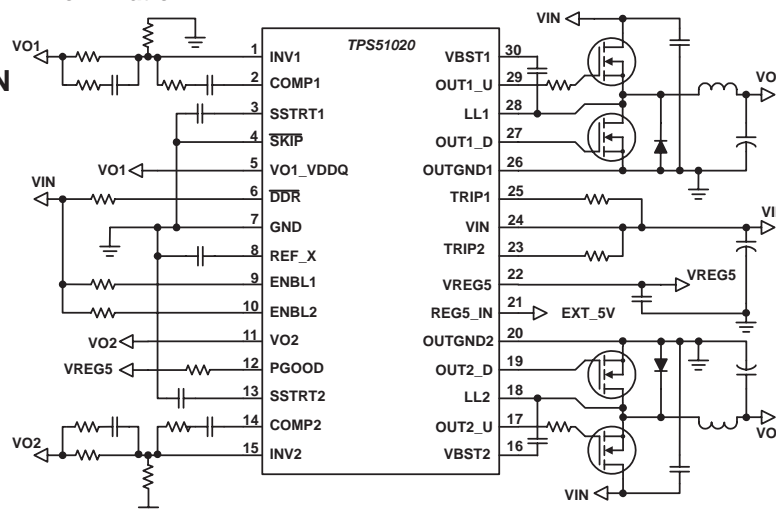 TPS51020
VIN
VO1
1 INV1
VBST1 30
N
2 COMP1
OUT1_U 29
VO
3 SSTRT1
LL1 28
4 SKIP
OUT1_D 27
VO1
5 VO1_VDDQ
OUTGND1 26
VIN
6 DDR
TRIP1 25
7 GND
VIN 24
VI
8 REF_X
TRIP2 23
9 ENBL1
VREG5 22
VREG5
10 ENBL2
REG5_IN 21
EXT_5V
VO2
11 VO2
OUTGND2 20
VREG5
12 PGOOD
OUT2_D 19
13 SSTRT2
LL2 18
14 COMP2
OUT2_U 17
VO
VO2
15 INV2
VBST2 16
VIN